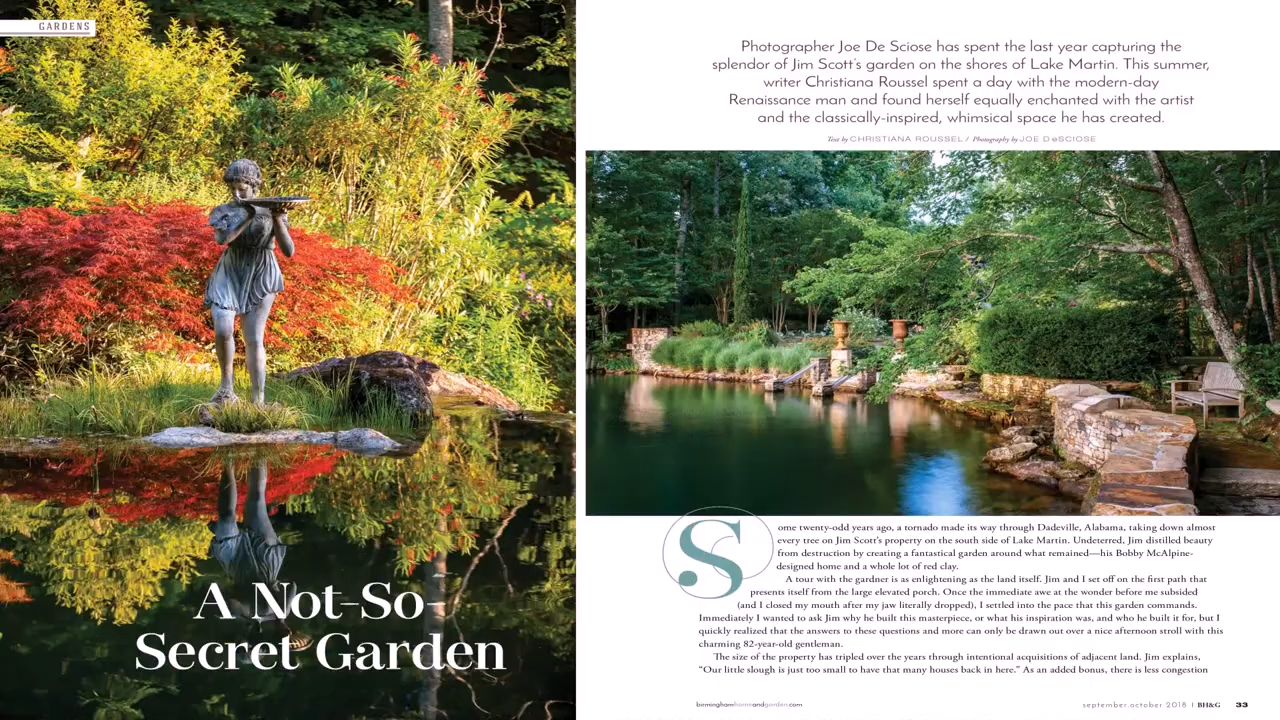 GARDENS
A Not-So-
Secret Garden
Photographer Joe De Sciose has spent the last year capturing the
splendor of Jim Scott's garden on the shores of Lake Martin. This summer,
writer Christiana Roussel spent a day with the modern-day
Renaissance man and found herself equally enchanted with the artist
and the classically-inspired, whimsical space he has created.
Text by CHRISTIANA ROUSSEL / Photography by JOE DeSCIOSE
Some twenty-odd years ago, a tornado made its way through Dadeville, Alabama, taking down almost
every tree on Jim Scott's property on the south side of Lake Martin. Undeterred, Jim distilled beauty
from destruction by creating a fantastical garden around what remained—his Bobby McAlpine-
designed home and a whole lot of red clay.
A tour with the gardner is as enlightening as the land itself. Jim and I set off on the first path that
presents itself from the large elevated porch. Once the immediate awe at the wonder before me subsided
(and I closed my mouth after my jaw literally dropped), I settled into the pace that this garden commands.
Immediately I wanted to ask Jim why he built this masterpiece, or what his inspiration was, and who he built it for, but I
quickly realized that the answers to these questions and more can only be drawn out over a nice afternoon stroll with this
charming 82-year-old gentleman.
The size of the property has tripled over the years through intentional acquisitions of adjacent land. Jim explains,
"Our little slough is just too small to have that many houses back in here." As an added bonus, there is less congestion
birminghamhomeandgarden.com
september.october 2018 | BH&G 33